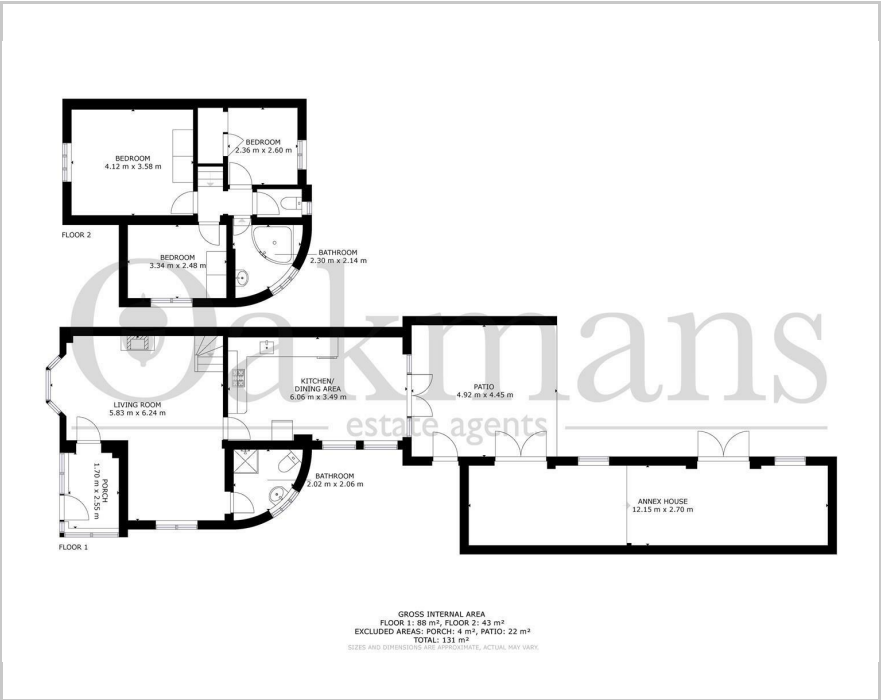 BEDROOM
4.12 m x 3.58 m
BEDROOM
2.36 m x 2.60 m
FLOOR 2
BEDROOM
3.34 m x 2.48 m
BATHROOM
2.30 m x 2.14 m
Oakmans
estate agents
LIVING ROOM
5.83 m x 6.24 m
KITCHEN/
DINING AREA
6.06 m x 3.49 m
PATIO
4.92 m x 4.45 m
PORCH
1.70 m x 2.55 m
BATHROOM
2.02 m x 2.06 m
ANNEX HOUSE
12.15 m x 2.70 m
FLOOR 1
GROSS INTERNAL AREA
FLOOR 1: 88 m², FLOOR 2: 43 m²
EXCLUDED AREAS: PORCH: 4 m², PATIO: 22 m²
TOTAL: 131 m²
SIZES AND DIMENSIONS ARE APPROXIMATE, ACTUAL MAY VARY.